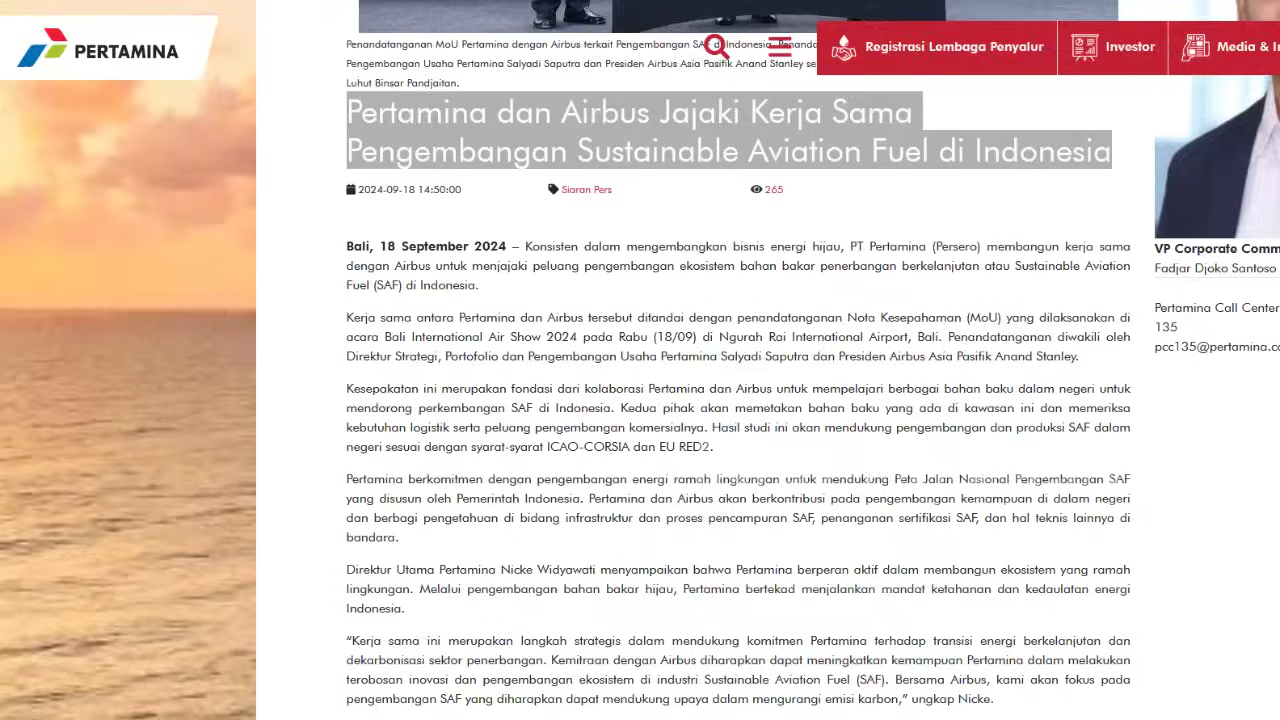 PERTAMINA
Registrasi Lembaga Penyalur
Investor
Media &
Penandatanganan MoU Pertamina dengan Airbus terkait Pengembangan SAF di Indonesia.
Pengembangan Usaha Pertamina Salyadi Saputra dan Presiden Airbus Asia Pasifik Anand Stanley
Luhut Binsar Pandjaitan.
Pertamina dan Airbus Jajaki Kerja Sama
Pengembangan Sustainable Aviation Fuel di Indonesia
2024-09-18 14:50:00
Siaran Pers
265
Bali, 18 September 2024 – Konsisten dalam mengembangkan bisnis energi hijau, PT Pertamina (Persero) membangun kerja sama
dengan Airbus untuk menjajaki peluang pengembangan ekosistem bahan bakar penerbangan berkelanjutan atau Sustainable Aviation
Fuel (SAF) di Indonesia.
Kerja sama antara Pertamina dan Airbus tersebut ditandai dengan penandatanganan Nota Kesepahaman (MoU) yang dilaksanakan di
acara Bali International Air Show 2024 pada Rabu (18/09) di Ngurah Rai International Airport, Bali. Penandatanganan diwakili oleh
Direktur Strategi, Portofolio dan Pengembangan Usaha Pertamina Salyadi Saputra dan Presiden Airbus Asia Pasifik Anand Stanley.
Kesepakatan ini merupakan fondasi dari kolaborasi Pertamina dan Airbus untuk mempelajari berbagai bahan baku dalam negeri untuk
mendorong perkembangan SAF di Indonesia. Kedua pihak akan memetakan bahan baku yang ada di kawasan ini dan memeriksa
kebutuhan logistik serta peluang pengembangan komersialnya. Hasil studi ini akan mendukung pengembangan dan produksi SAF dalam
negeri sesuai dengan syarat-syarat ICAO-CORSIA dan EU RED2.
Pertamina berkomitmen dengan pengembangan energi ramah lingkungan untuk mendukung Peta Jalan Nasional Pengembangan SAF
yang disusun oleh Pemerintah Indonesia. Pertamina dan Airbus akan berkontribusi pada pengembangan kemampuan di dalam negeri
dan berbagi pengetahuan di bidang infrastruktur dan proses pencampuran SAF, penanganan sertifikasi SAF, dan hal teknis lainnya di
bandara.
Direktur Utama Pertamina Nicke Widyawati menyampaikan bahwa Pertamina berperan aktif dalam membangun ekosistem yang ramah
lingkungan. Melalui pengembangan bahan bakar hijau, Pertamina bertekad menjalankan mandat ketahanan dan kedaulatan energi
Indonesia.
“Kerja sama ini merupakan langkah strategis dalam mendukung komitmen Pertamina terhadap transisi energi berkelanjutan dan
dekarbonisasi sektor penerbangan. Kemitraan dengan Airbus diharapkan dapat meningkatkan kemampuan Pertamina dalam melakukan
terobosan inovasi dan pengembangan ekosistem di industri Sustainable Aviation Fuel (SAF). Bersama Airbus, kami akan fokus pada
pengembangan SAF yang diharapkan dapat mendukung upaya dalam mengurangi emisi karbon,” ungkap Nicke.
VP Corporate Comm
Fadjar Djoko Santoso
Pertamina Call Center
135
pcc135@pertamina.co